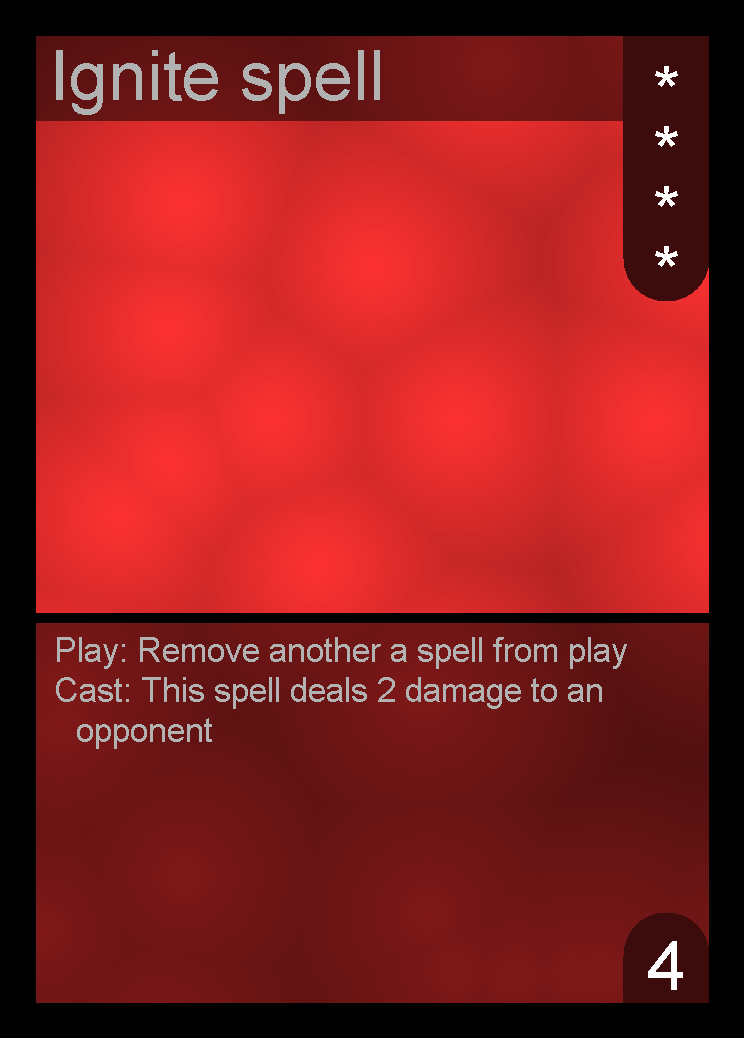 Ignite spell
*
*
*
*
Play: Remove another a spell from play
Cast: This spell deals 2 damage to an
opponent
4